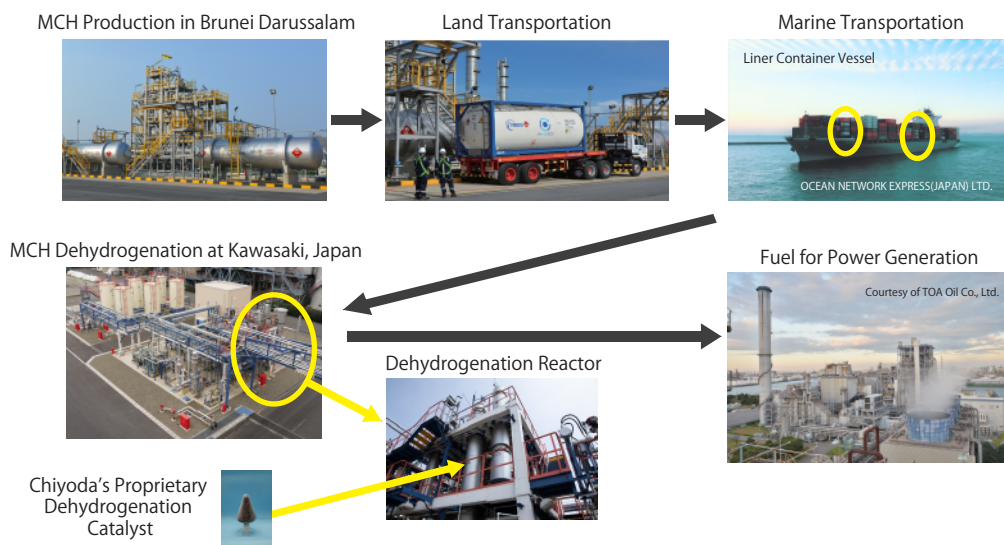 MCH Production in Brunei Darussalam
Land Transportation
Marine Transportation
Liner Container Vessel
OCEAN NETWORK EXPRESS(JAPAN) LTD.
MCH Dehydrogenation at Kawasaki, Japan
Fuel for Power Generation
Courtesy of TOA Oil Co., Ltd.
Dehydrogenation Reactor
Chiyoda’s Proprietary
Dehydrogenation
Catalyst